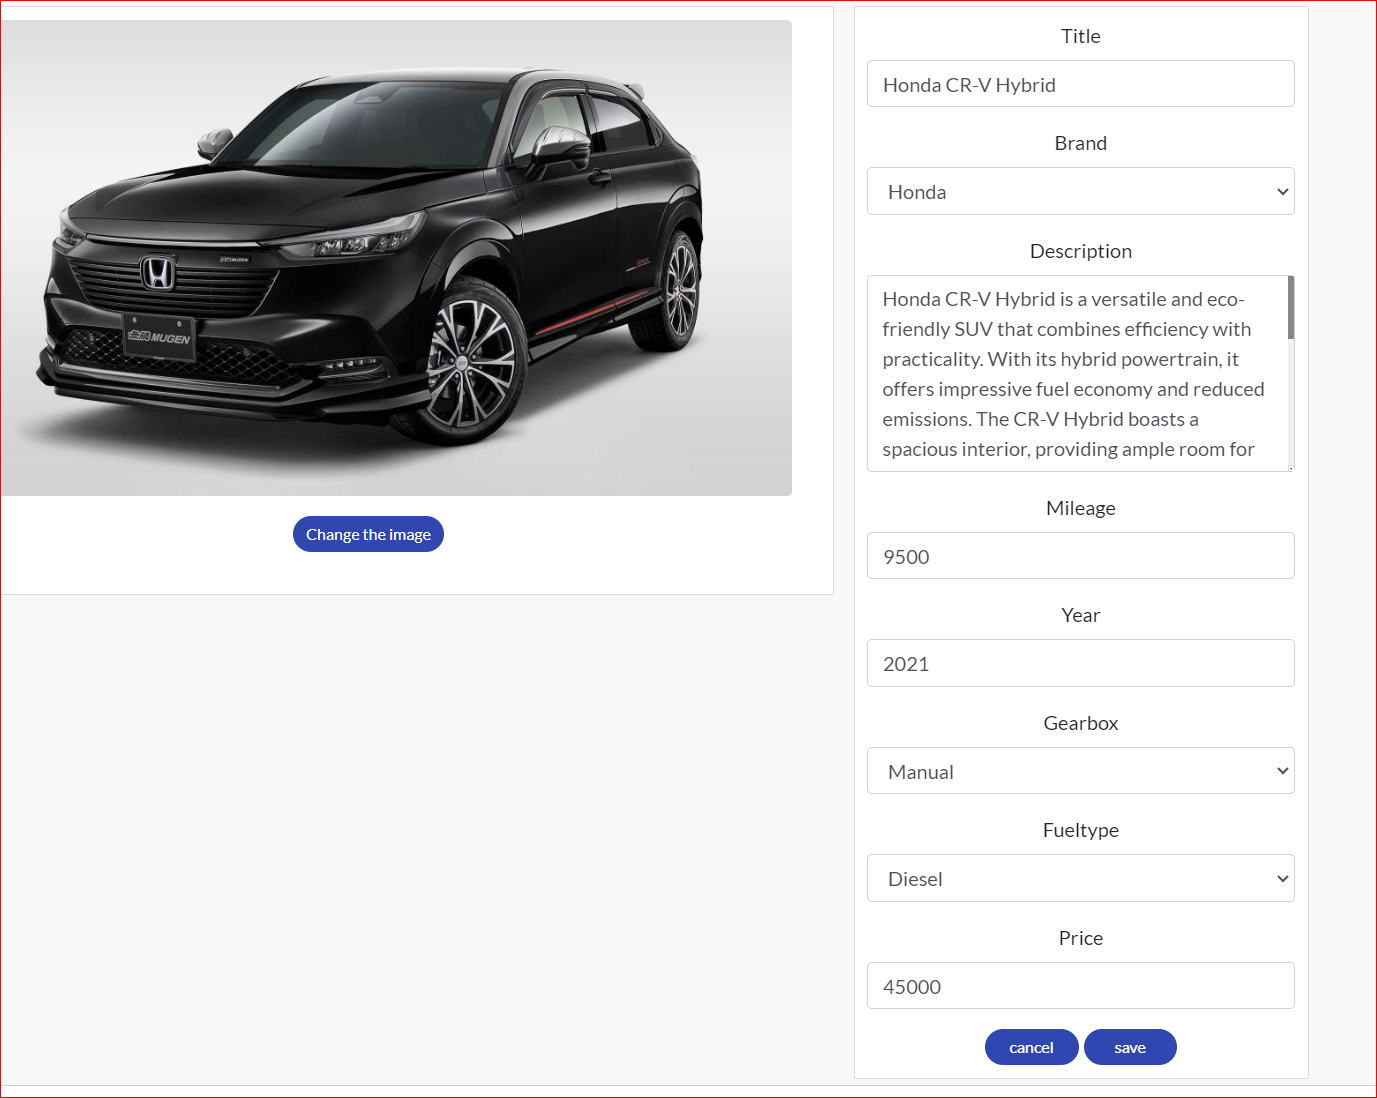 無限 MUGEN
MUGEN
Change the image
Title
Honda CR-V Hybrid
Brand
Honda
Description
Honda CR-V Hybrid is a versatile and eco-
friendly SUV that combines efficiency with
practicality. With its hybrid powertrain, it
offers impressive fuel economy and reduced
emissions. The CR-V Hybrid boasts a
spacious interior, providing ample room for
Mileage
9500
Year
2021
Gearbox
Manual
Fueltype
Diesel
Price
45000
cancel
save